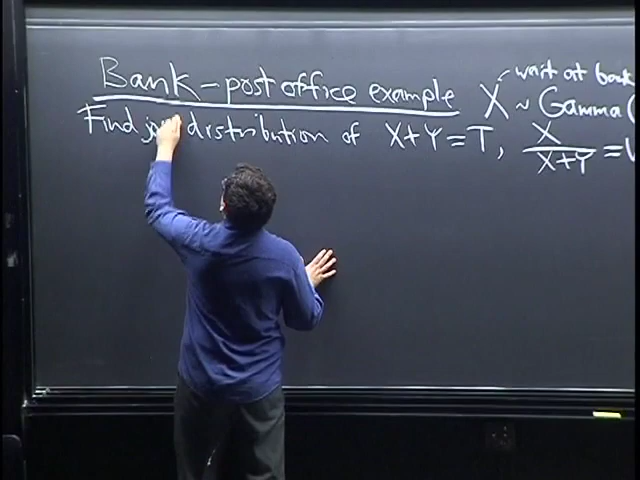 Bank - post office example
wait at bank
X ~ Gamma(
Find distribution of X+Y=T, X/X+Y =